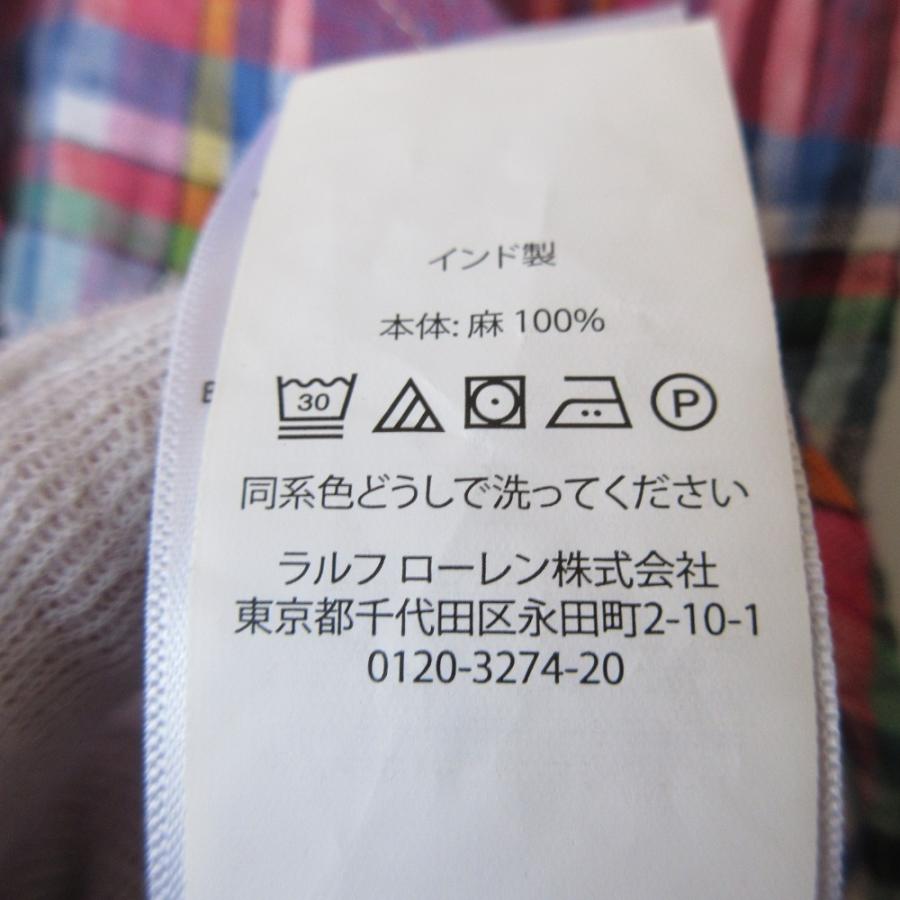 インド製
本体: 麻 100%
30 P
同系色どうしで洗ってください
ラルフ ローレン株式会社
東京都千代田区永田町2-10-1
0120-3274-20